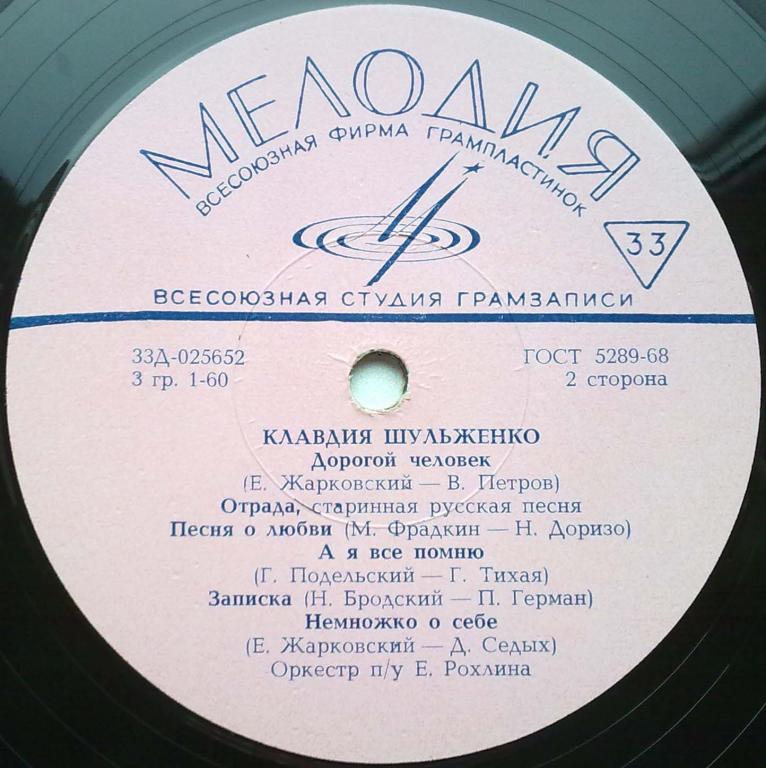 МЕЛОДИЯ
ВСЕСОЮЗНАЯ ФИРМА ГРАМПЛАСТИНОК
33
ВСЕСОЮЗНАЯ СТУДИЯ ГРАМЗАПИСИ
33Д-025652
ГОСТ 5289-68
3 гр. 1-60
2 сторона
КЛАВДИЯ ШУЛЬЖЕНКО
Дорогой человек
(Е. Жарковский — В. Петров)
Отрада, старинная русская песня
Песня о любви (М. Фрадкин — Н. Доризо)
А я все помню
(Г. Подельский — Г. Тихая)
Записка (Н. Бродский — П. Герман)
Немножко о себе
(Е. Жарковский — Д. Седых)
Оркестр п/у Е. Рохлина